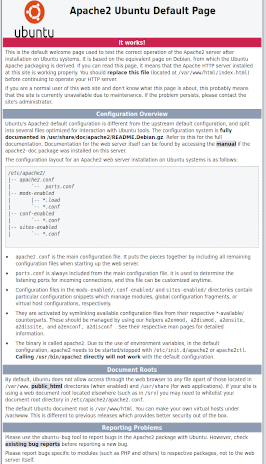 Apache2 Ubuntu Default Page
ubuntu
It works!
This is the default welcome page used to test the correct operation of the Apache2 server after
installation on Ubuntu systems. It is based on the equivalent page on Debian, from which the Ubuntu
Apache packaging is derived. If you can read this page, it means that the Apache HTTP server installed
at this site is working properly. You should replace this file (located at /var/www/html/index.html)
before continuing to operate your HTTP server.
If you are a normal user of this web site and don't know what this page is about, this probably means
that the site is currently unavailable due to maintenance. If the problem persists, please contact the
site's administrator.
Configuration Overview
Ubuntu's Apache2 default configuration is different from the upstream default configuration, and split
into several files optimized for interaction with Ubuntu tools. The configuration system is fully
documented in /usr/share/doc/apache2/README.Debian.gz. Refer to this for the full
documentation. Documentation for the web server itself can be found by accessing the manual if the
apache2-doc package was installed on this server.
The configuration layout for an Apache2 web server installation on Ubuntu systems is as follows:
/etc/apache2/
|-- apache2.conf
|       `--  ports.conf
|-- mods-enabled
|       |-- *.load
|       `-- *.conf
|-- conf-enabled
|       `-- *.conf
|-- sites-enabled
|       `-- *.conf
apache2.conf is the main configuration file. It puts the pieces together by including all remaining
configuration files when starting up the web server.
ports.conf is always included from the main configuration file. It is used to determine the
listening ports for incoming connections, and this file can be customized anytime.
Configuration files in the mods-enabled/, conf-enabled/ and sites-enabled/ directories contain
particular configuration snippets which manage modules, global configuration fragments, or
virtual host configurations, respectively.
They are activated by symlinking available configuration files from their respective *-available/
counterparts. These should be managed by using our helpers a2enmod, a2dismod, a2ensite,
a2dissite, and a2enconf, a2disconf . See their respective man pages for detailed
information.
The binary is called apache2. Due to the use of environment variables, in the default
configuration, apache2 needs to be started/stopped with /etc/init.d/apache2 or apache2ctl.
Calling /usr/bin/apache2 directly will not work with the default configuration.
Document Roots
By default, Ubuntu does not allow access through the web browser to any file apart of those located in
/var/www, public_html directories (when enabled) and /usr/share (for web applications). If your site is
using a web document root located elsewhere (such as in /srv) you may need to whitelist your
document root directory in /etc/apache2/apache2.conf.
The default Ubuntu document root is /var/www/html. You can make your own virtual hosts under
/var/www. This is different to previous releases which provides better security out of the box.
Reporting Problems
Please use the ubuntu-bug tool to report bugs in the Apache2 package with Ubuntu. However, check
existing bug reports before reporting a new bug.
Please report bugs specific to modules (such as PHP and others) to respective packages, not to the web
server itself.